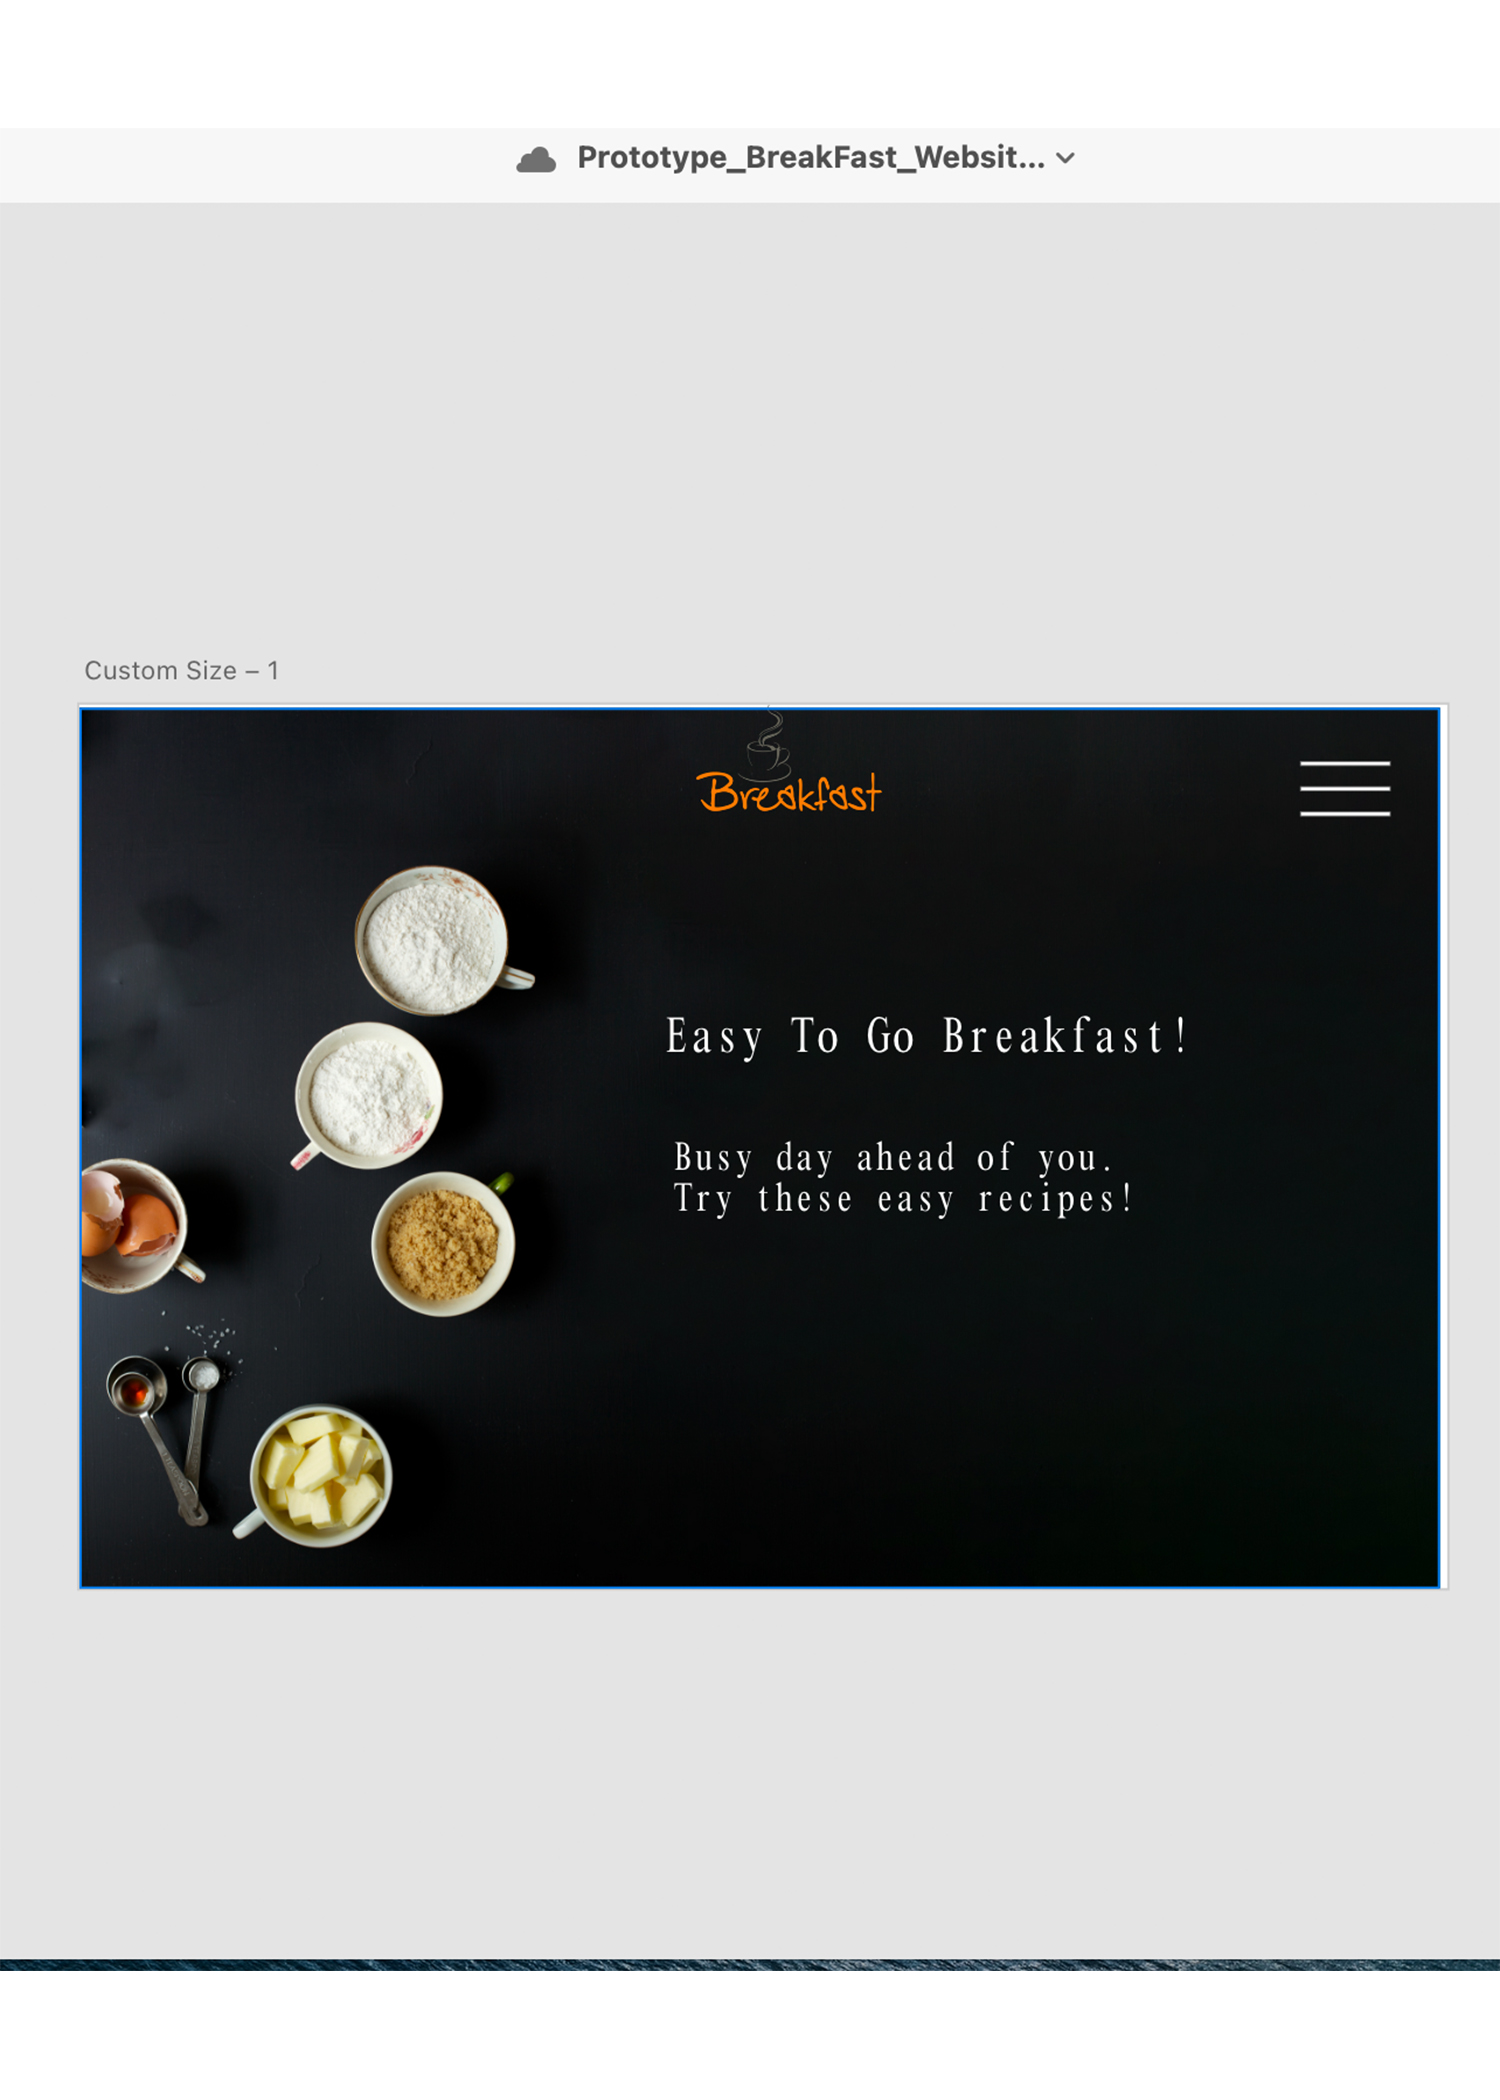 Prototype_BreakFast_Websit...
Custom Size – 1
Breakfast
Easy To Go Breakfast!
Busy day ahead of you.
Try these easy recipes!